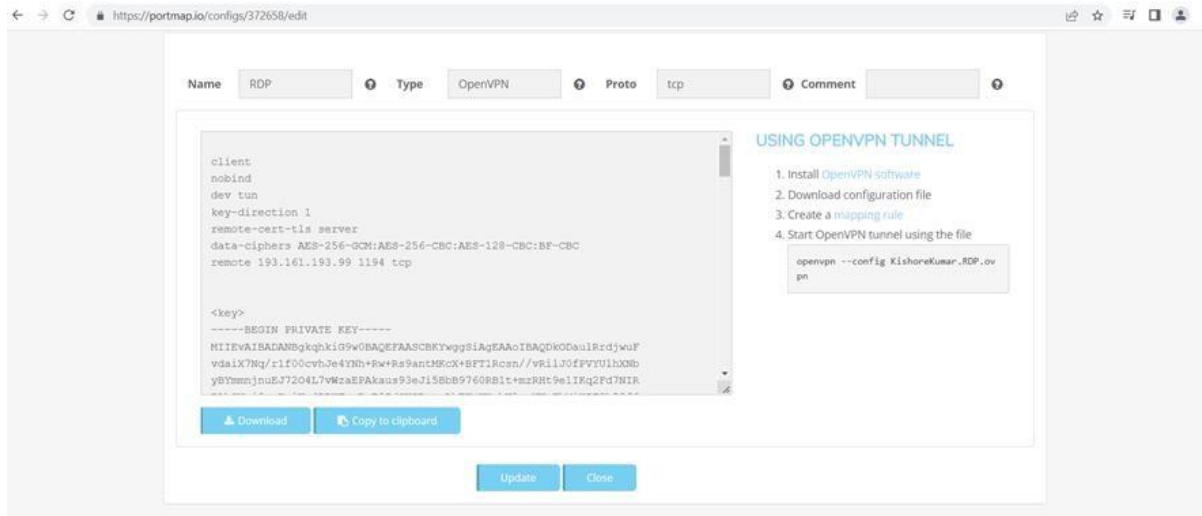 https://portmap.io/configs/372658/edit
Name RDP Type OpenVPN Proto tcp Comment
client
nobind
dev tun
key-direction 1
remote-cert-tls server
data-ciphers AES-256-GCM:AES-256-CBC:AES-128-CBC:BF-CBC
remote 193.161.193.99 1194 tcp
<key>
-----BEGIN PRIVATE KEY-----
Download
Copy to clipboard
USING OPENVPN TUNNEL
1. Install OpenVPN software
2. Download configuration file
3. Create a mapping rule
4. Start OpenVPN tunnel using the file
openvpn --config KishoreKumar.RDP.ov
pn
Update
Close